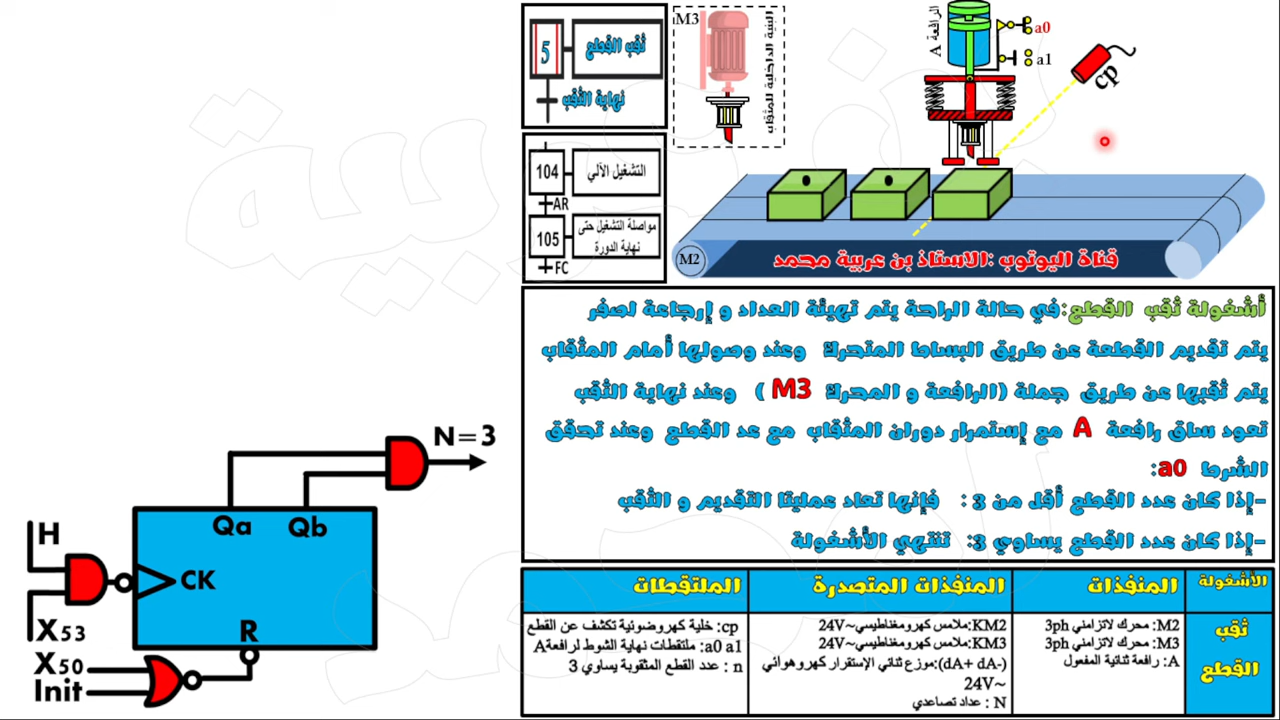 5
ثقب القطع
نهاية الثقب
M3
البنية الداخلية للمثقاب
الرافعة A
a0
a1
cp
104
التشغيل الآلي
AR
105
مواصلة التشغيل حتى
نهاية الدورة
FC
M2
قناة اليوتوب :الاستاذ بن عربية محمد
أشغولة ثقب القطع:في حالة الراحة يتم تهيئة العداد و إرجاعة لصفر
يتم تقديم القطعة عن طريق البساط المتحرك وعند وصولها أمام المثقاب
يتم ثقبها عن طريق جملة (الرافعة و المحرك M3 ) وعند نهاية الثقب
تعود ساق رافعة A مع إستمرار دوران المثقاب مع عد القطع وعند تحقق
الشرط a0:
-إذا كان عدد القطع أقل من 3 : فإنها تعاد عمليتا التقديم و الثقب
-إذا كان عدد القطع يساوي 3: تنتهي الأشغولة
الأشغولة
المنفذات
المنفذات المتصدرة
الملتقطات
ثقب
القطع
M2: محرك لاتزامني 3ph
M3: محرك لاتزامني 3ph
A: رافعة ثنائية المفعول
KM2:ملامس كهرومغناطيسي~24V
KM3:ملامس كهرومغناطيسي~24V
(dA+ dA-):موزع ثنائي الإستقرار كهروهوائي
24V~
N : عداد تصاعدي
cp: خلية كهروضوئية تكشف عن القطع
a0 a1: ملتقطات نهاية الشوط لرافعةA
n : عدد القطع المثقوبة يساوي 3
N=3
Qa
Qb
H
CK
X53
R
X50
Init